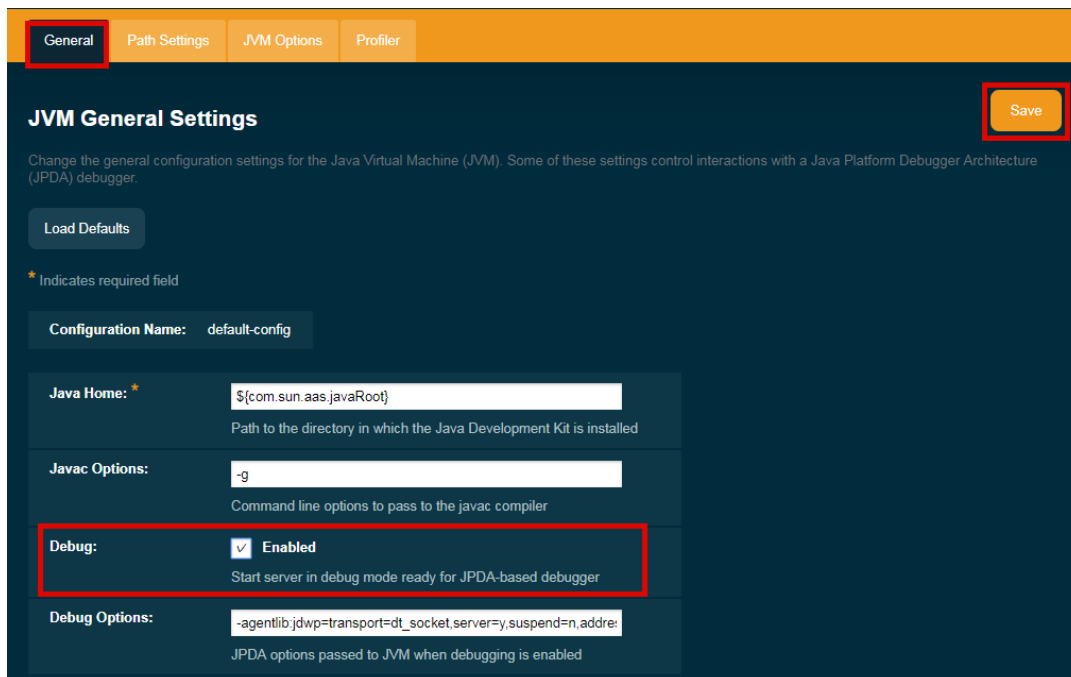 General Path Settings JVM Options Profiler
Save
JVM General Settings
Change the general configuration settings for the Java Virtual Machine (JVM). Some of these settings control interactions with a Java Platform Debugger Architecture
(JPDA) debugger.
Load Defaults
* Indicates required field
Configuration Name: default-config
Java Home: * ${com.sun.aas.javaRoot}
Path to the directory in which the Java Development Kit is installed
Javac Options: -g
Command line options to pass to the javac compiler
Debug: Enabled
Start server in debug mode ready for JPDA-based debugger
Debug Options: -agentlib:jdwp=transport=dt_socket,server=y,suspend=n,addre
JPDA options passed to JVM when debugging is enabled